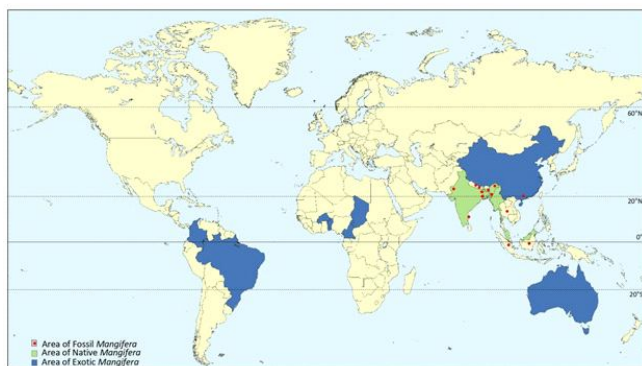 60°N
20°N
0°N
20°S
Area of Fossil Mangifera
Area of Native Mangifera
Area of Exotic Mangifera